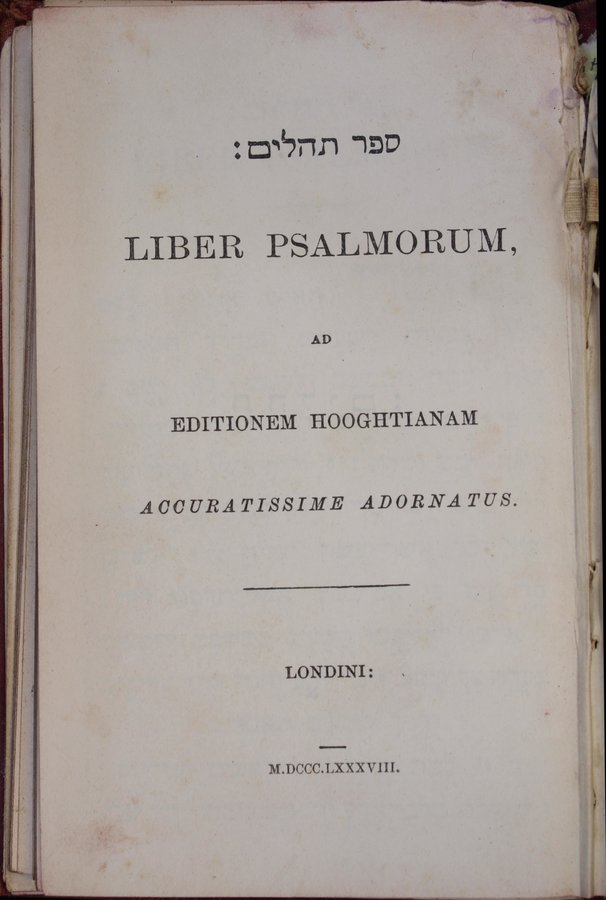 ספר תהלים:
LIBER PSALMORUM,
AD
EDITIONEM HOOGHTIANAM
ACCURATISSIME ADORNATUS.
LONDINI:
M.DCCC.LXXXVIII.